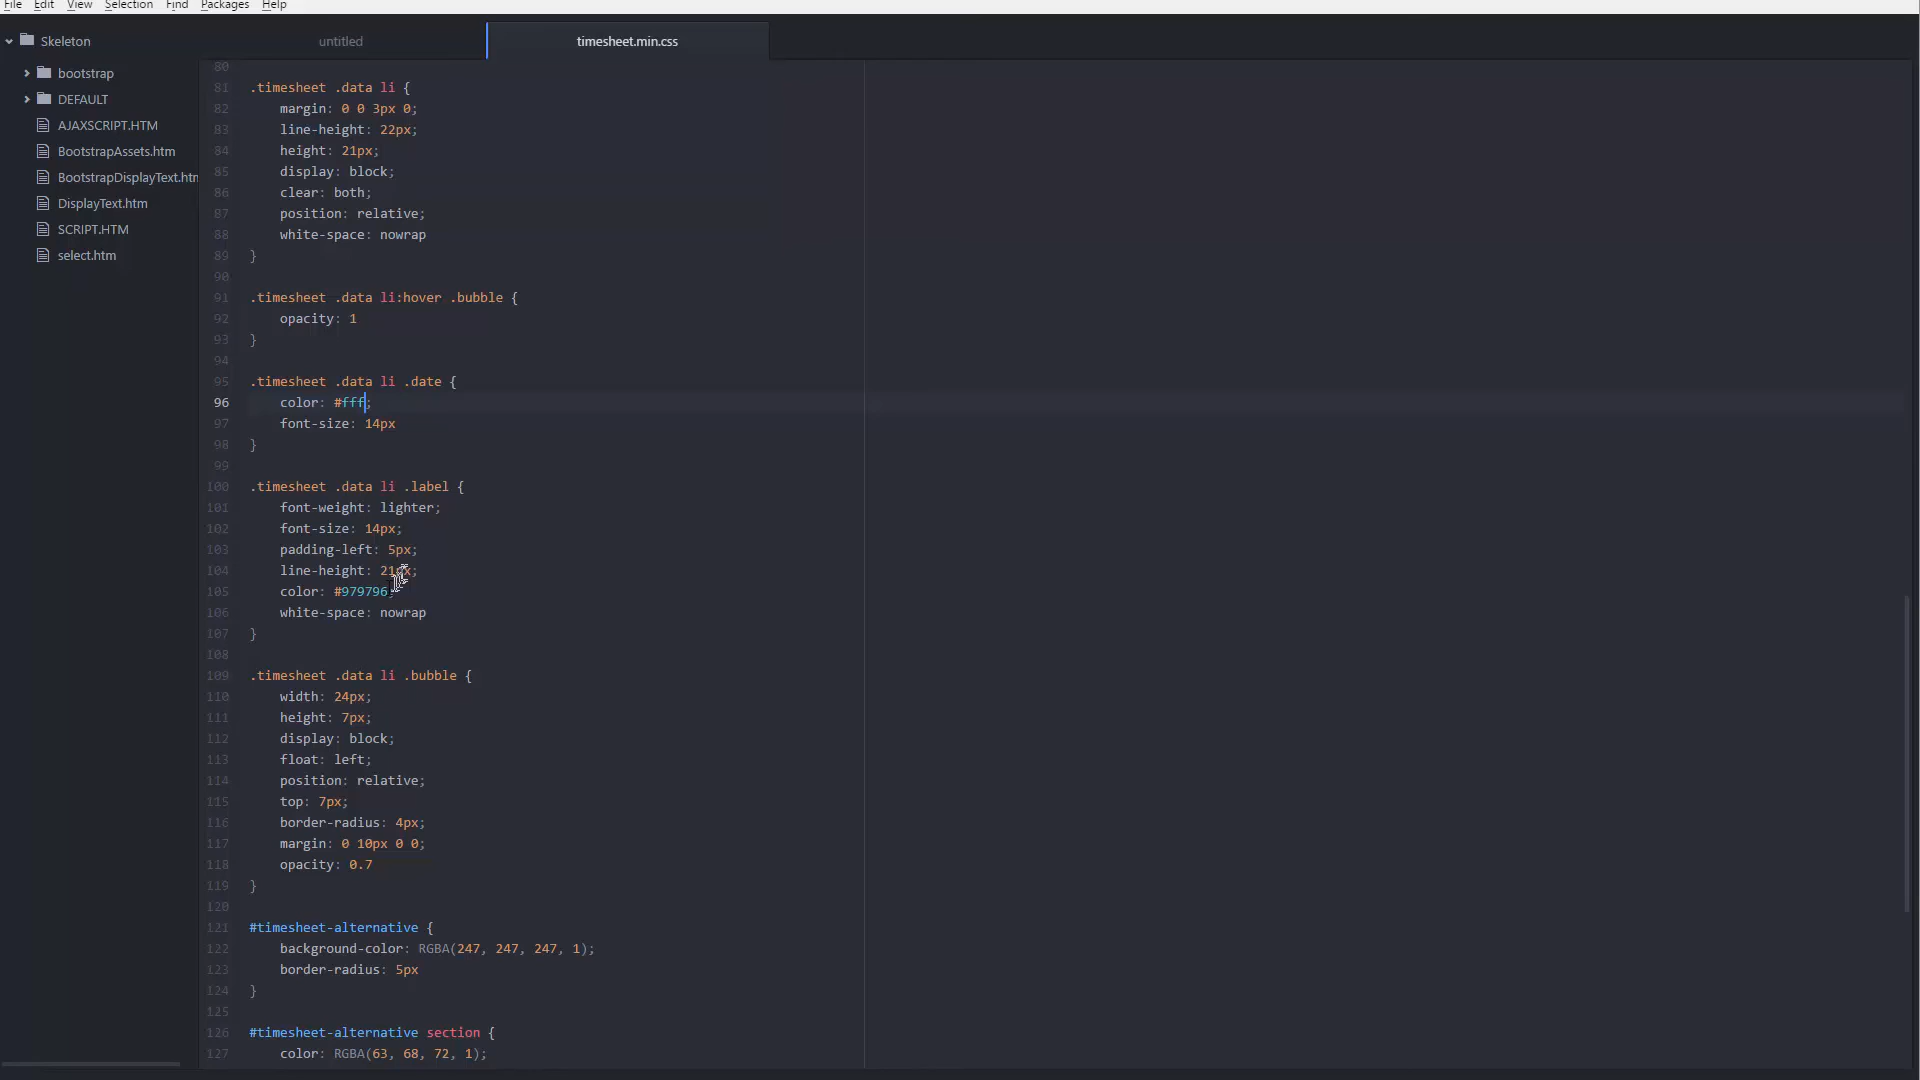 File Edit View Selection Find Packages Help
Skeleton
untitled
timesheet.min.css
bootstrap
DEFAULT
AJAXSCRIPT.HTM
BootstrapAssets.htm
BootstrapDisplayText.htm
DisplayText.htm
SCRIPT.HTM
select.htm
80
81 .timesheet .data li {
82 margin: 0 0 3px 0;
83 line-height: 22px;
84 height: 21px;
85 display: block;
86 clear: both;
87 position: relative;
88 white-space: nowrap
89 }
90
91 .timesheet .data li:hover .bubble {
92 opacity: 1
93 }
94
95 .timesheet .data li .date {
96 color: #fff;
97 font-size: 14px
98 }
99
100 .timesheet .data li .label {
101 font-weight: lighter;
102 font-size: 14px;
103 padding-left: 5px;
104 line-height: 21px;
105 color: #979796;
106 white-space: nowrap
107 }
108
109 .timesheet .data li .bubble {
110 width: 24px;
111 height: 7px;
112 display: block;
113 float: left;
114 position: relative;
115 top: 7px;
116 border-radius: 4px;
117 margin: 0 10px 0 0;
118 opacity: 0.7
119 }
120
121 #timesheet-alternative {
122 background-color: RGBA(247, 247, 247, 1);
123 border-radius: 5px
124 }
125
126 #timesheet-alternative section {
127 color: RGBA(63, 68, 72, 1);